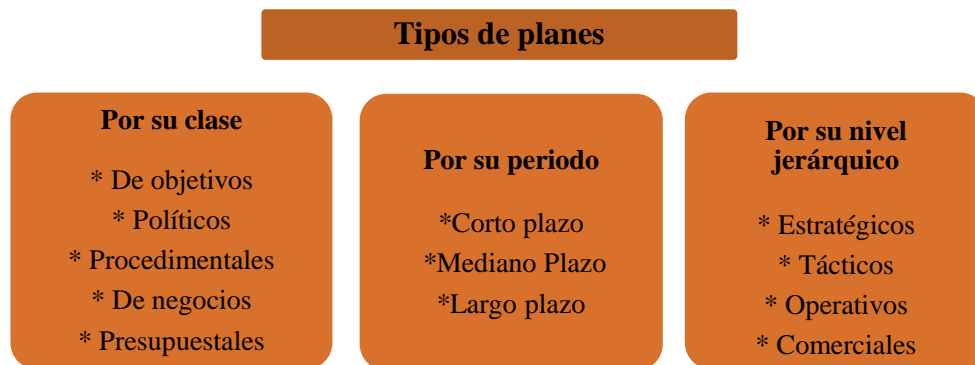 Tipos de planes
Por su clase
* De objetivos
* Políticos
* Procedimentales
* De negocios
* Presupuestales
Por su periodo
*Corto plazo
*Mediano Plazo
*Largo plazo
Por su nivel
jerárquico
* Estratégicos
* Tácticos
* Operativos
* Comerciales